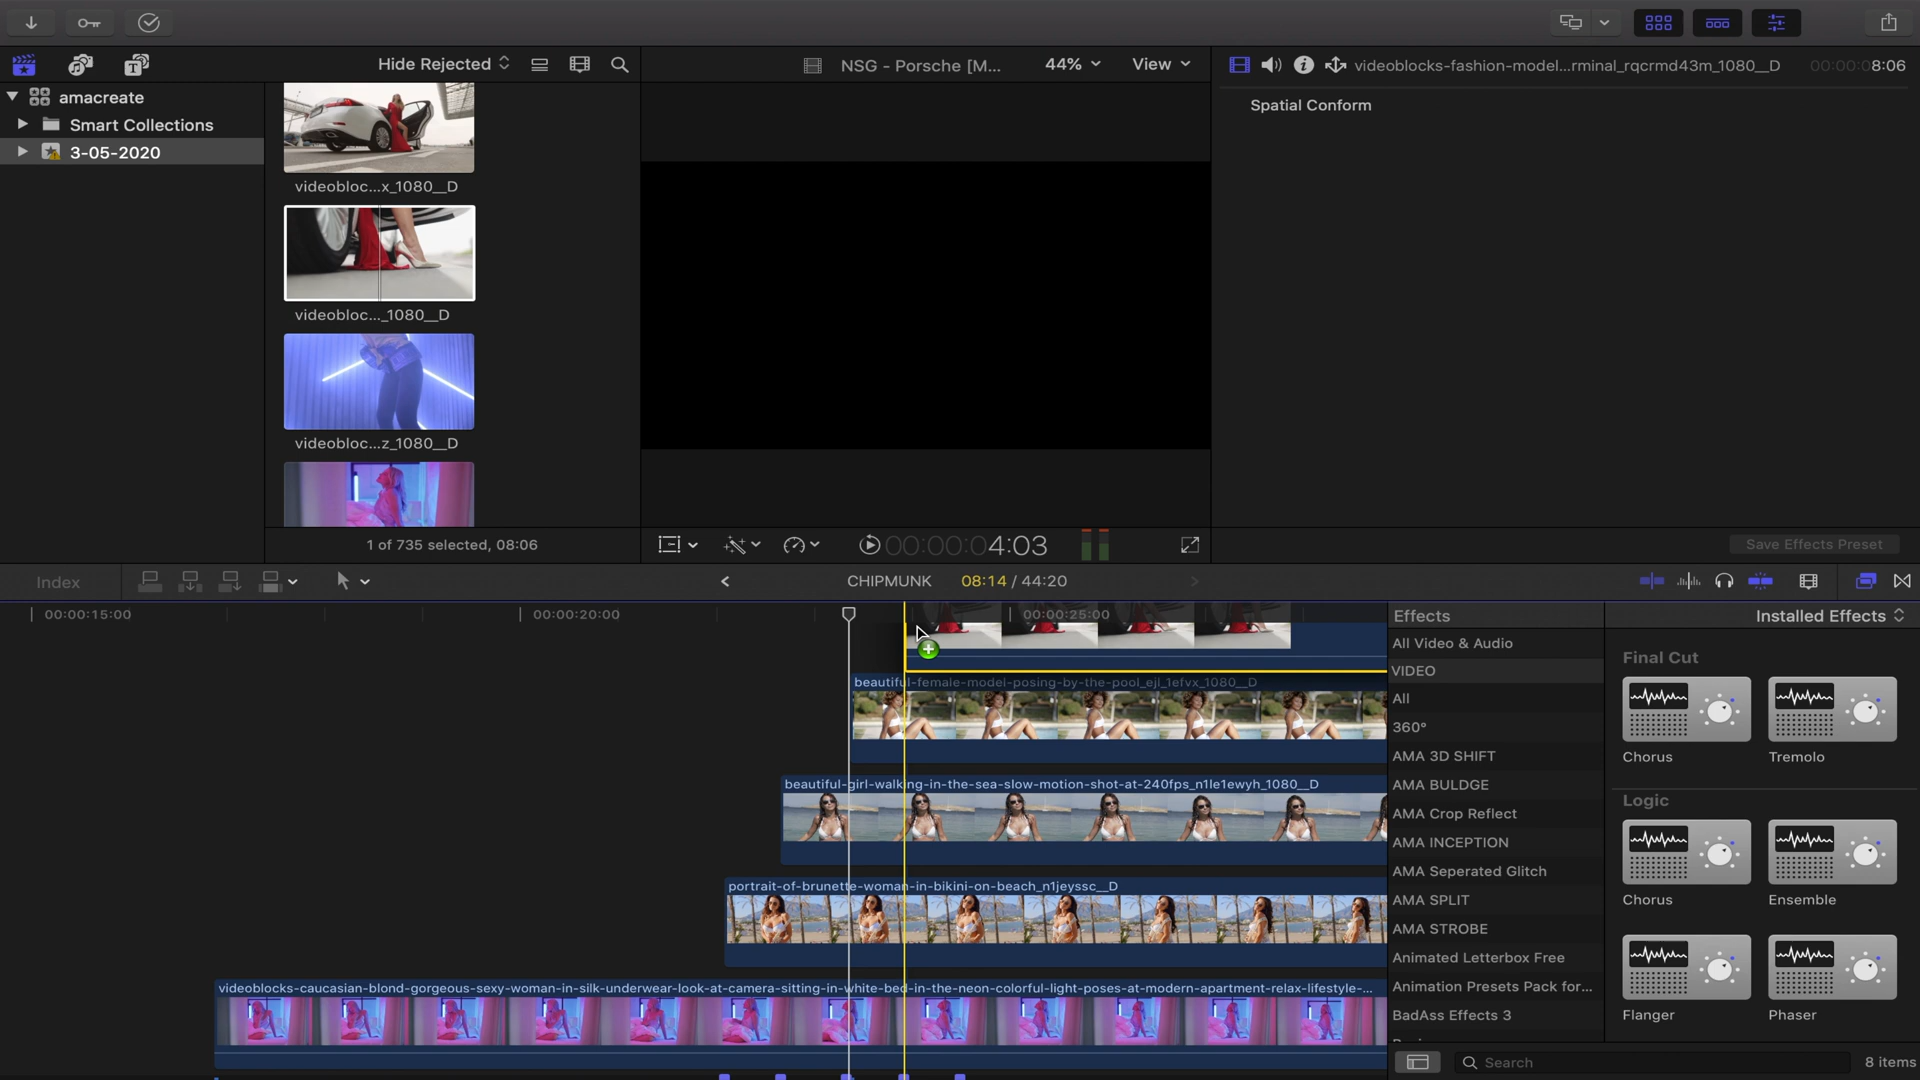 Hide Rejected
NSG - Porsche [M...
44%
View
videoblocks-fashion-model...rminal_rqcrmd43m_1080__D
00:00:08:06
amacreate
Smart Collections
3-05-2020
Spatial Conform
videobloc...x_1080__D
videobloc..._1080__D
videobloc...z_1080__D
1 of 735 selected, 08:06
00:00:04:03
Save Effects Preset
Index
CHIPMUNK
08:14 / 44:20
00:00:15:00
00:00:20:00
00:00:25:00
Effects
Installed Effects
All Video & Audio
VIDEO
All
360°
AMA 3D SHIFT
AMA BULDGE
AMA Crop Reflect
AMA INCEPTION
AMA Seperated Glitch
AMA SPLIT
AMA STROBE
Animated Letterbox Free
Animation Presets Pack for...
BadAss Effects 3
Final Cut
Chorus
Tremolo
Logic
Chorus
Ensemble
Flanger
Phaser
beautiful-female-model-posing-by-the-pool_ejl_1efvx_1080__D
beautiful-girl-walking-in-the-sea-slow-motion-shot-at-240fps_n1le1ewyh_1080__D
portrait-of-brunette-woman-in-bikini-on-beach_n1jeyssc__D
videoblocks-caucasian-blond-gorgeous-sexy-woman-in-silk-underwear-look-at-camera-sitting-in-white-bed-in-the-neon-colorful-light-poses-at-modern-apartment-relax-lifestyle-...
Search
8 items